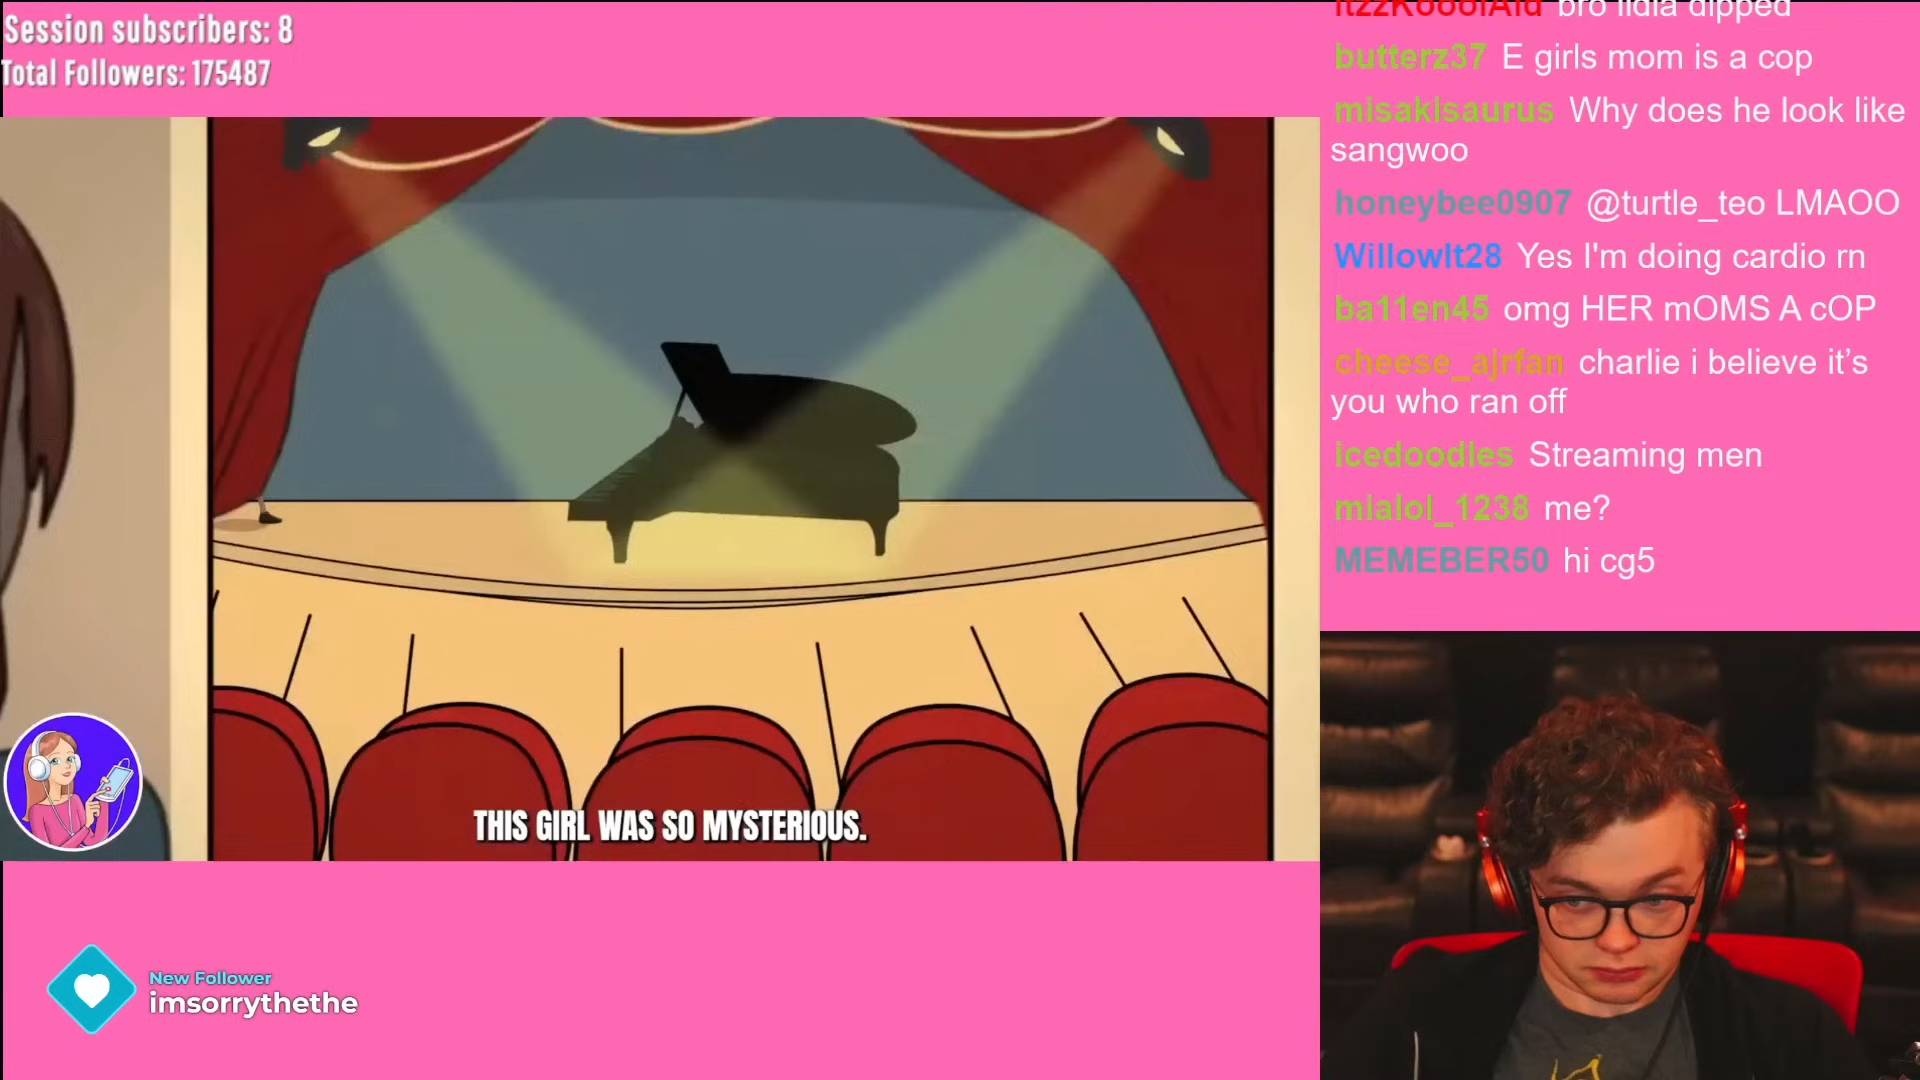 Session subscribers: 8
Total Followers: 175487
ItzzKooolAid bro lidia dipped
butterz37 E girls mom is a cop
misakisaurus Why does he look like
sangwoo
honeybee0907 @turtle_teo LMAOO
WillowIt28 Yes I'm doing cardio rn
ba11en45 omg HER mOMS A cOP
cheese_ajrfan charlie i believe it’s
you who ran off
icedoodles Streaming men
mialol_1238 me?
MEMEBER50 hi cg5
THIS GIRL WAS SO MYSTERIOUS.
New Follower
imsorrythethe